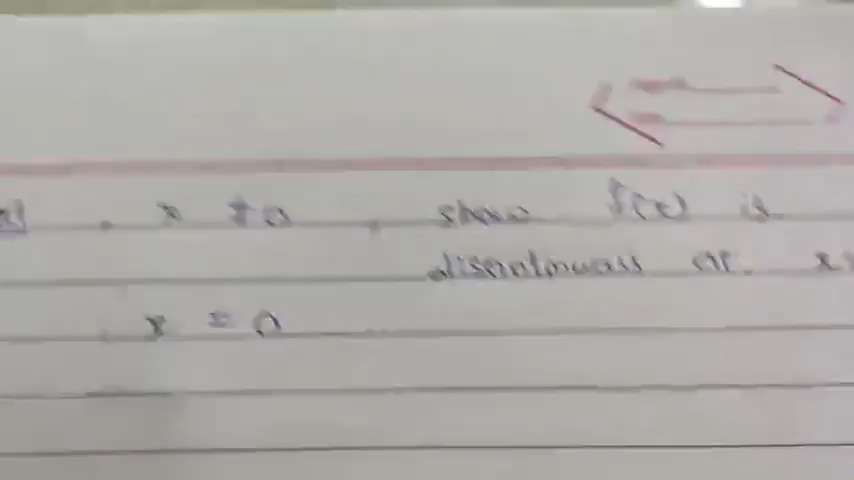 , x ≠ 0 , show f(x) is
discontinuous at x=
, x = 0